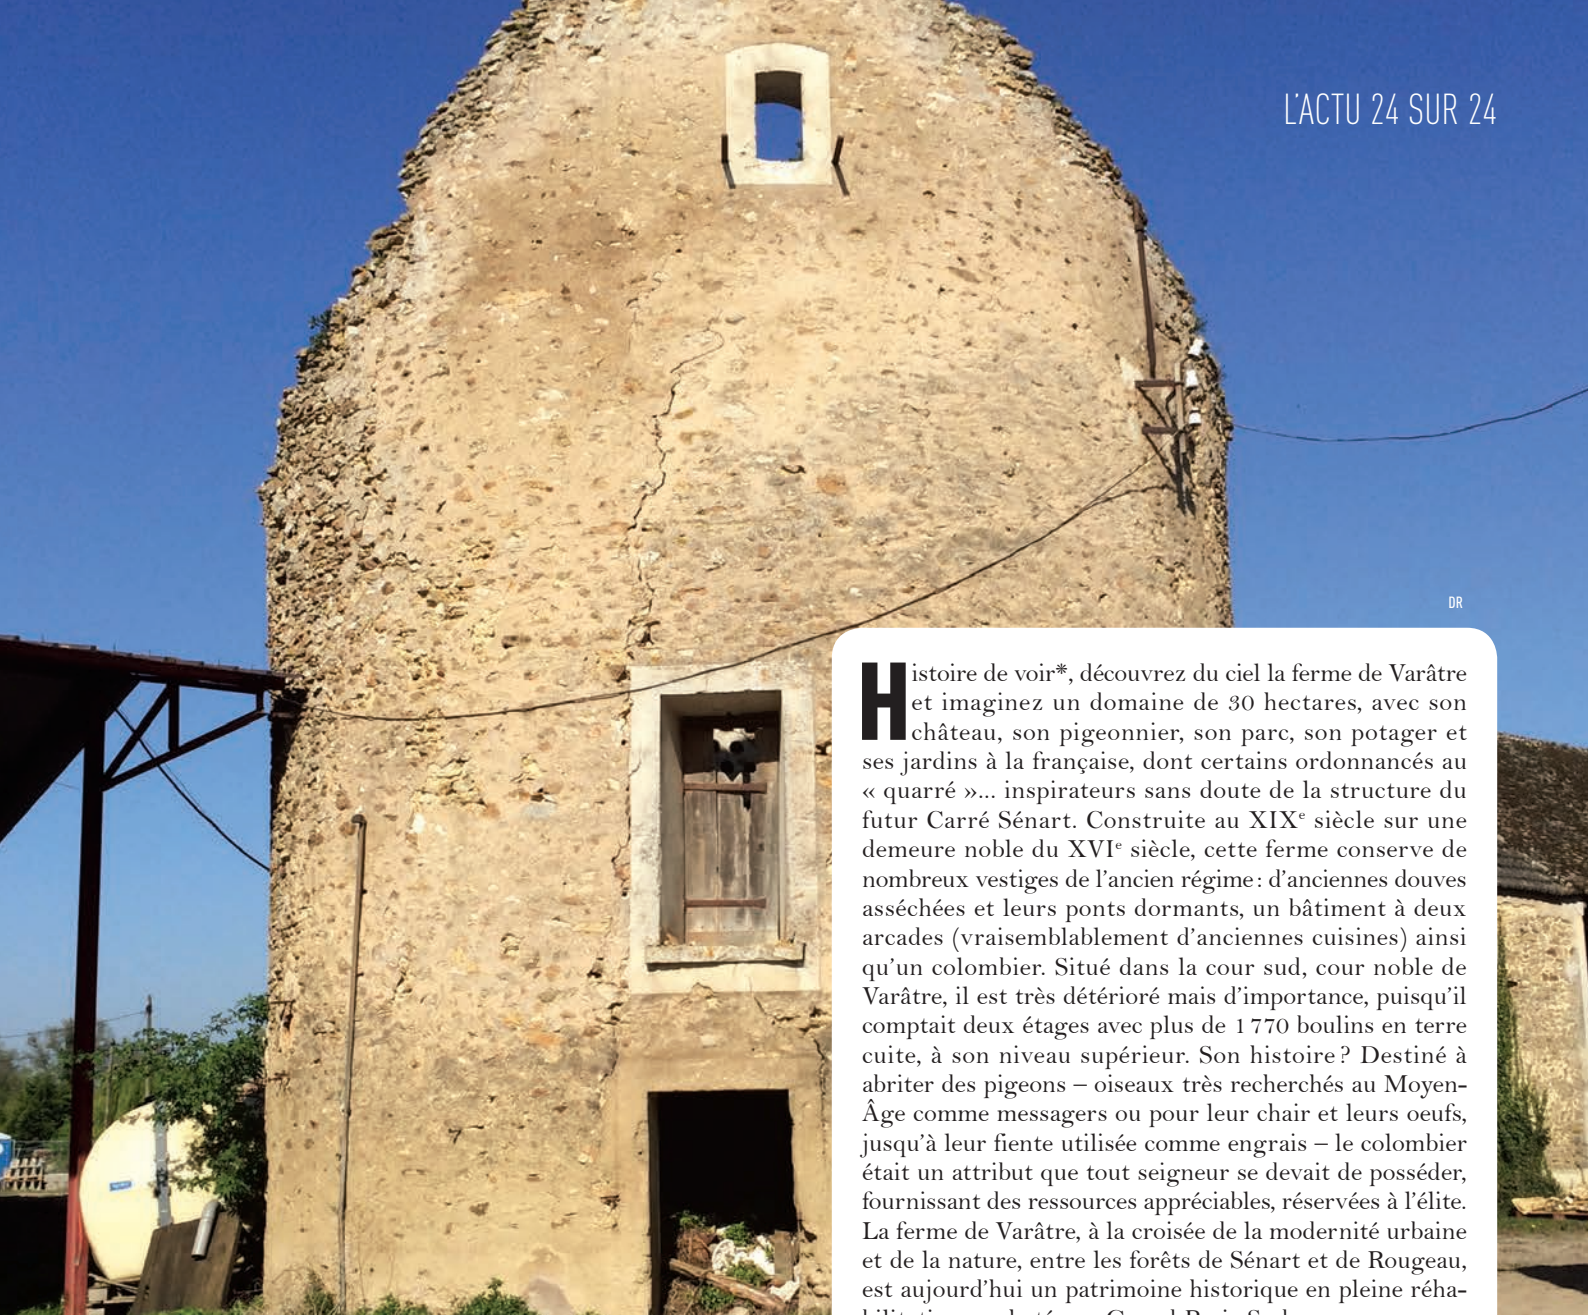 L'ACTU 24 SUR 24
DR
Histoire de voir*, découvrez du ciel la ferme de Varâtre
et imaginez un domaine de 30 hectares, avec son
château, son pigeonnier, son parc, son potager et
ses jardins à la française, dont certains ordonnancés au
« quarré »... inspirateurs sans doute de la structure du
futur Carré Sénart. Construite au XIXe siècle sur une
demeure noble du XVIe siècle, cette ferme conserve de
nombreux vestiges de l'ancien régime : d'anciennes douves
asséchées et leurs ponts dormants, un bâtiment à deux
arcades (vraisemblablement d'anciennes cuisines) ainsi
qu'un colombier. Situé dans la cour sud, cour noble de
Varâtre, il est très détérioré mais d'importance, puisqu'il
comptait deux étages avec plus de 1 770 boulins en terre
cuite, à son niveau supérieur. Son histoire ? Destiné à
abriter des pigeons – oiseaux très recherchés au Moyen-
Âge comme messagers ou pour leur chair et leurs oeufs,
jusqu'à leur fiente utilisée comme engrais – le colombier
était un attribut que tout seigneur se devait de posséder,
fournissant des ressources appréciables, réservées à l'élite.
La ferme de Varâtre, à la croisée de la modernité urbaine
et de la nature, entre les forêts de Sénart et de Rougeau,
est aujourd'hui un patrimoine historique en pleine réha-